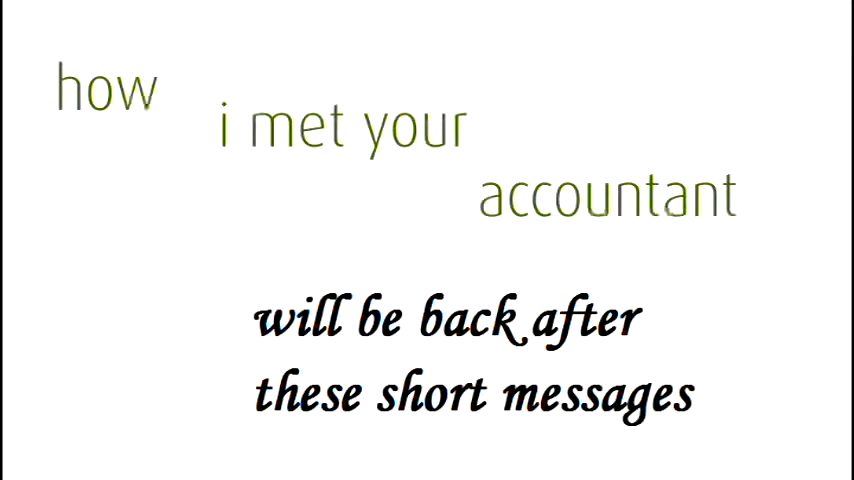 how
i met your
accountant
will be back after
these short messages